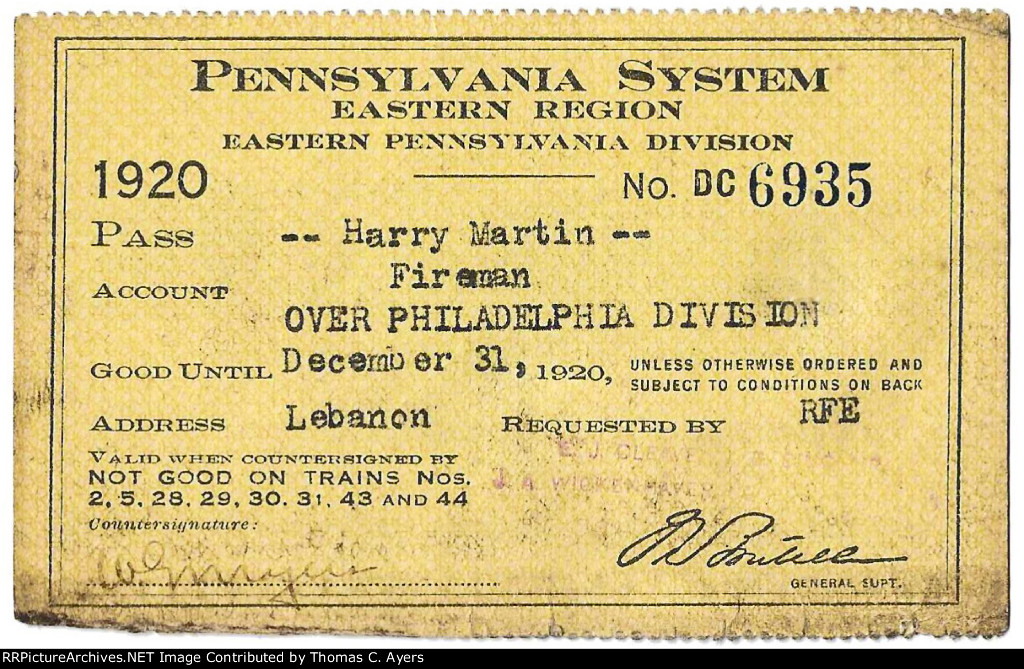 PENNSYLVANIA SYSTEM
EASTERN REGION
EASTERN PENNSYLVANIA DIVISION
1920 No. DC 6935
PASS -- Harry Martin --
Fireman
ACCOUNT
OVER PHILADELPHIA DIVISION
GOOD UNTIL December 31, 1920, UNLESS OTHERWISE ORDERED AND
SUBJECT TO CONDITIONS ON BACK
ADDRESS Lebanon REQUESTED BY RFE
VALID WHEN COUNTERSIGNED BY E. J. CLEAVE
NOT GOOD ON TRAINS NOS. J. A. WICKENHAVER
2, 5, 28, 29, 30, 31, 43 AND 44
Countersignature:
GENERAL SUPT.
RRPictureArchives.NET Image Contributed by Thomas C. Ayers